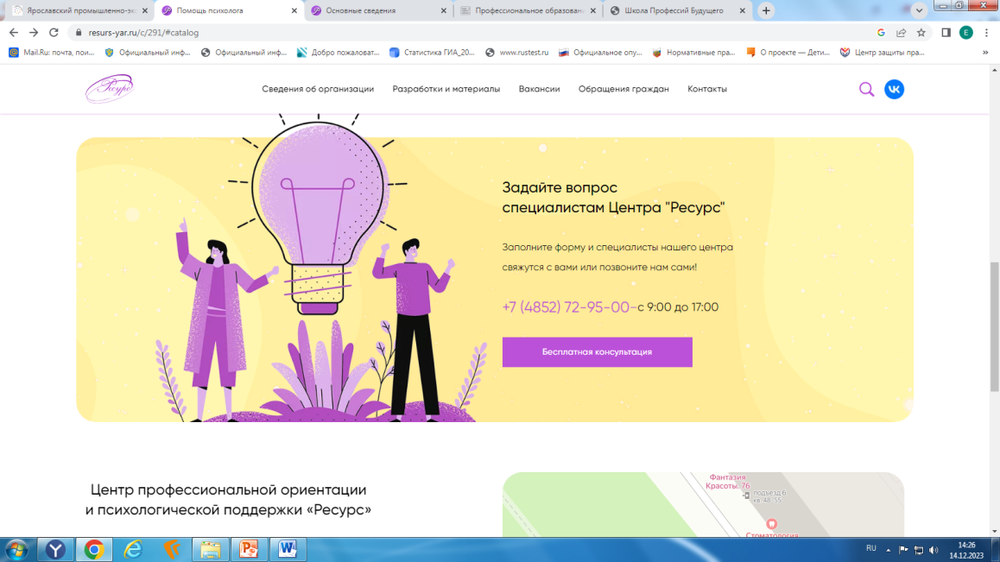 Ярославский промышленно-эк
Помощь психолога
Основные сведения
Профессиональное образован
Школа Профессий Будущего
resurs-yar.ru/c/291/#catalog
E
Mail.Ru: почта, пои...
Официальный инф...
Официальный инф...
Добро пожаловат...
Статистика ГИА_20...
www.rustest.ru
Официальное опу...
Нормативные пра...
О проекте — Дети...
Центр защиты пра...
Ресурс
Сведения об организации
Разработки и материалы
Вакансии
Обращения граждан
Контакты
Задайте вопрос
специалистам Центра "Ресурс"
Заполните форму и специалисты нашего центра
свяжутся с вами или позвоните нам сами!
+7 (4852) 72-95-00-с 9:00 до 17:00
Бесплатная консультация
Центр профессиональной ориентации
и психологической поддержки «Ресурс»
Фантазия
Красоты, 76
подъезд 6
кв. 48-55
Стоматология
RU
14:26
14.12.2023